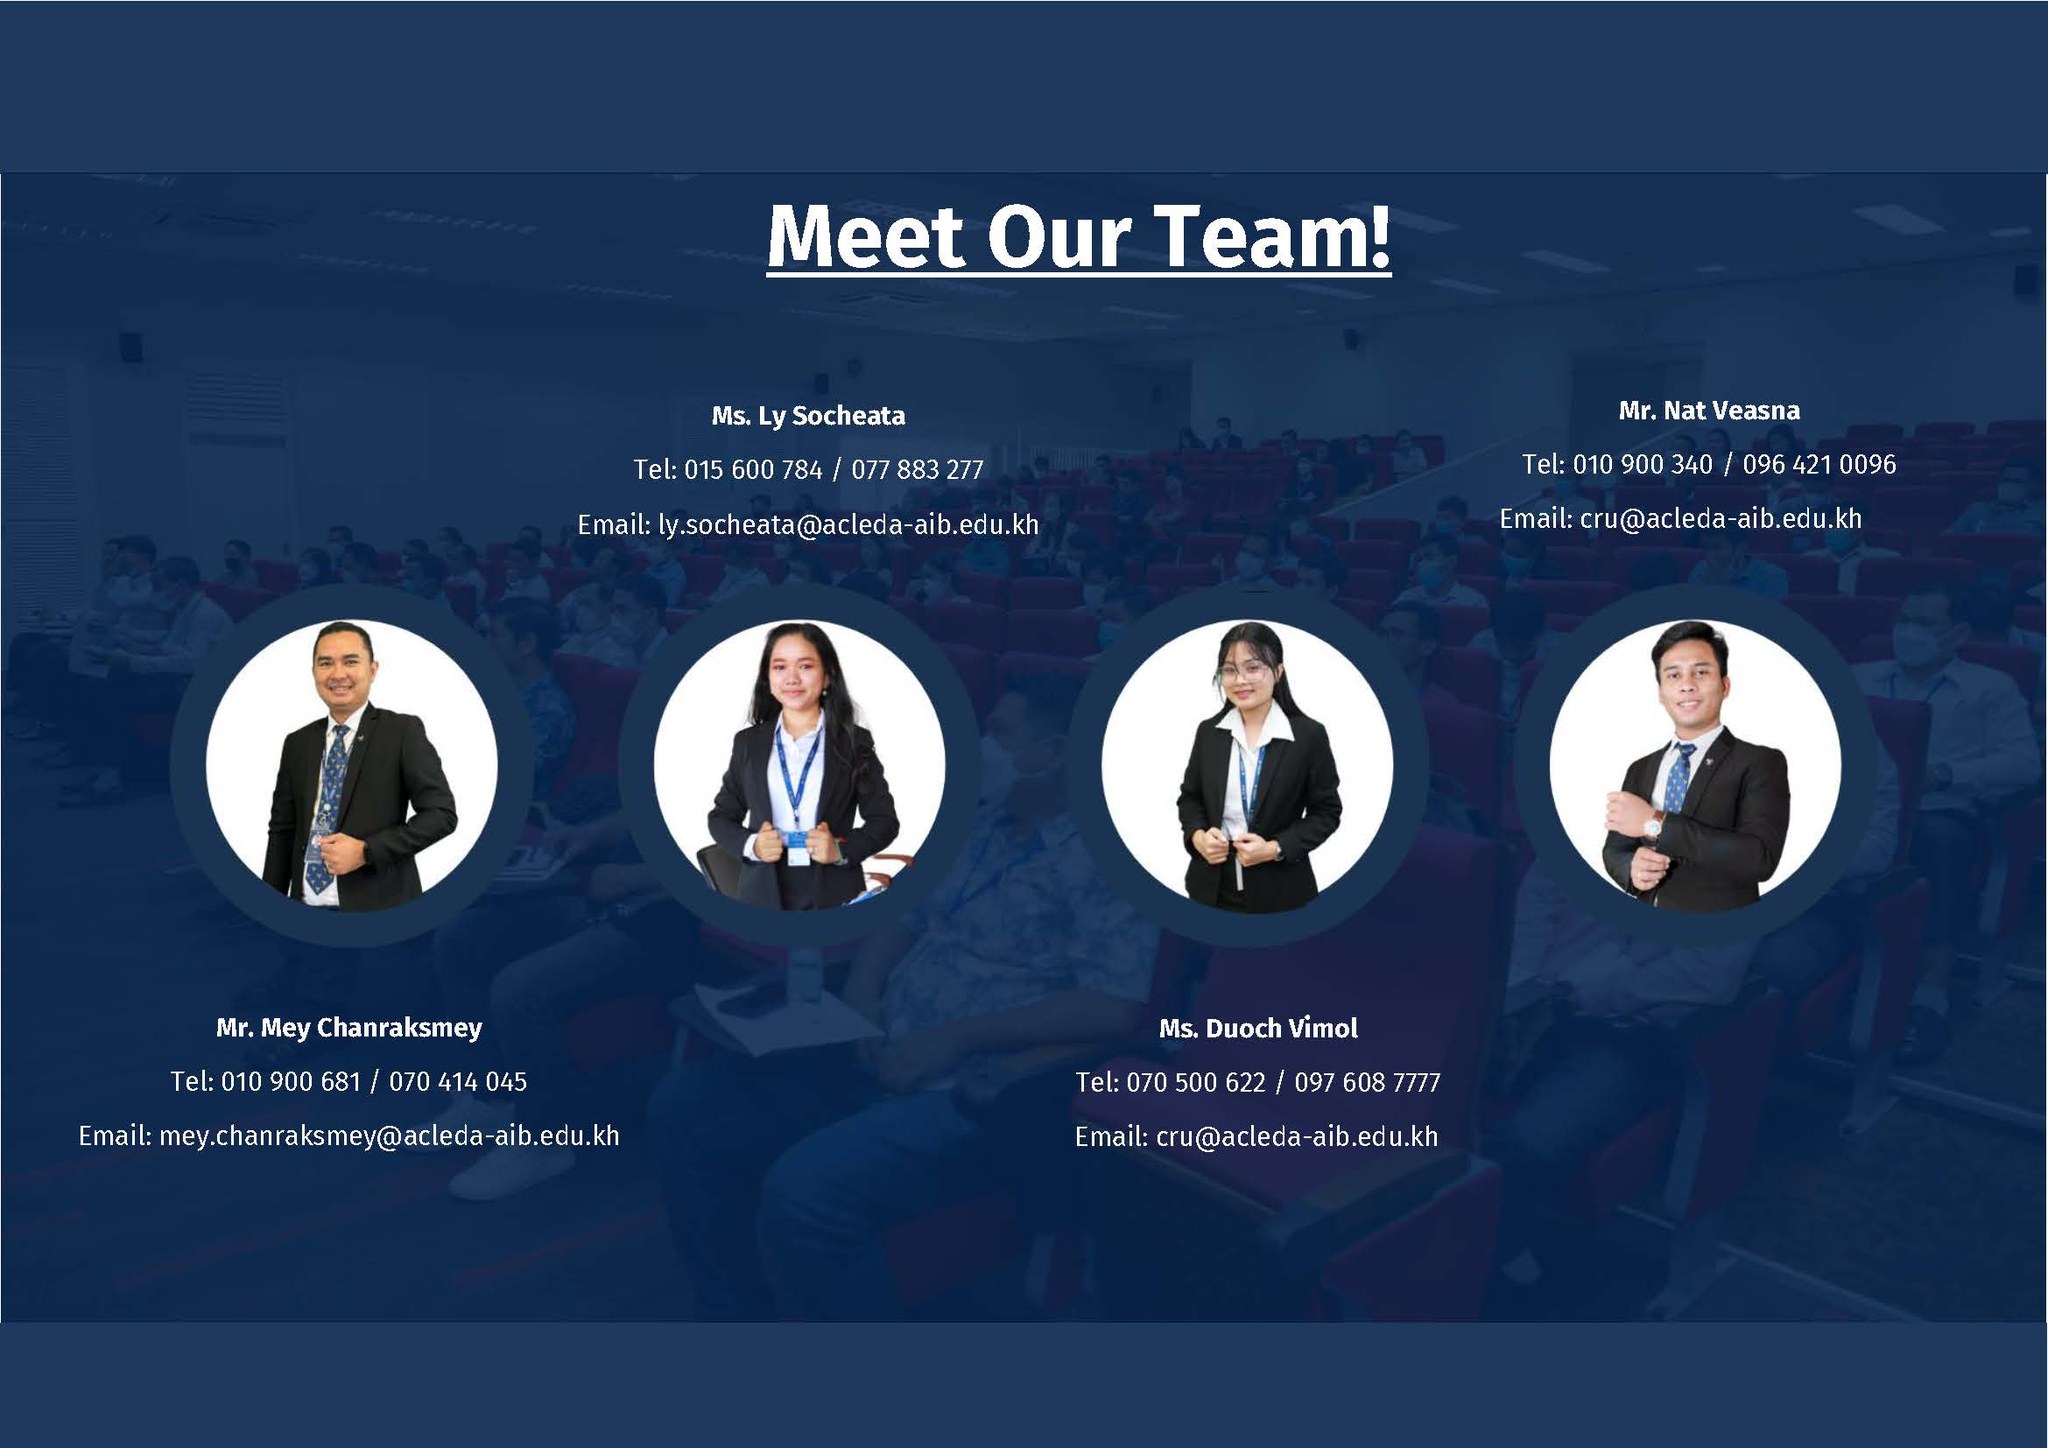 Meet Our Team!
Ms. Ly Socheata
Tel: 015 600 784 / 077 883 277
Email: ly.socheata@acleda-aib.edu.kh
Mr. Nat Veasna
Tel: 010 900 340 / 096 421 0096
Email: cru@acleda-aib.edu.kh
Mr. Mey Chanraksmey
Tel: 010 900 681 / 070 414 045
Email: mey.chanraksmey@acleda-aib.edu.kh
Ms. Duoch Vimol
Tel: 070 500 622 / 097 608 7777
Email: cru@acleda-aib.edu.kh